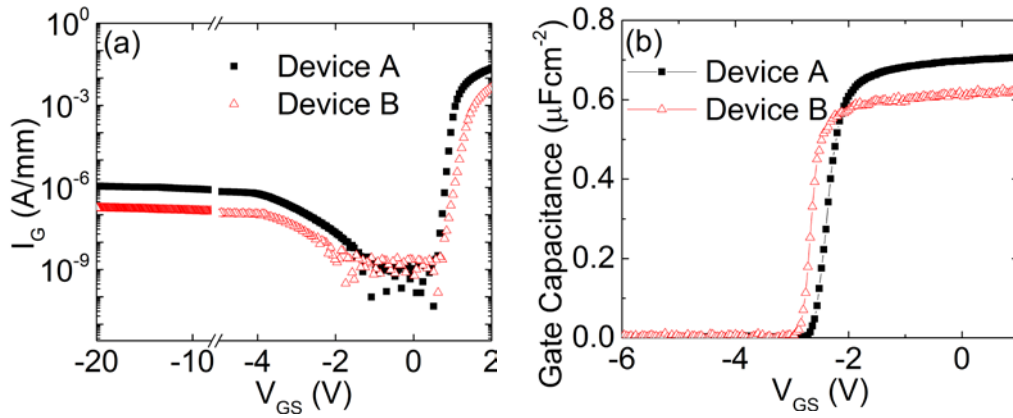 (a)
Device A
Device B
I_G (A/mm)
10^0
10^-3
10^-6
10^-9
-20
-10
-4
-2
0
2
V_GS (V)
(b)
Device A
Device B
Gate Capacitance (µFcm^-2)
0.8
0.6
0.4
0.2
0.0
-6
-4
-2
0
V_GS (V)